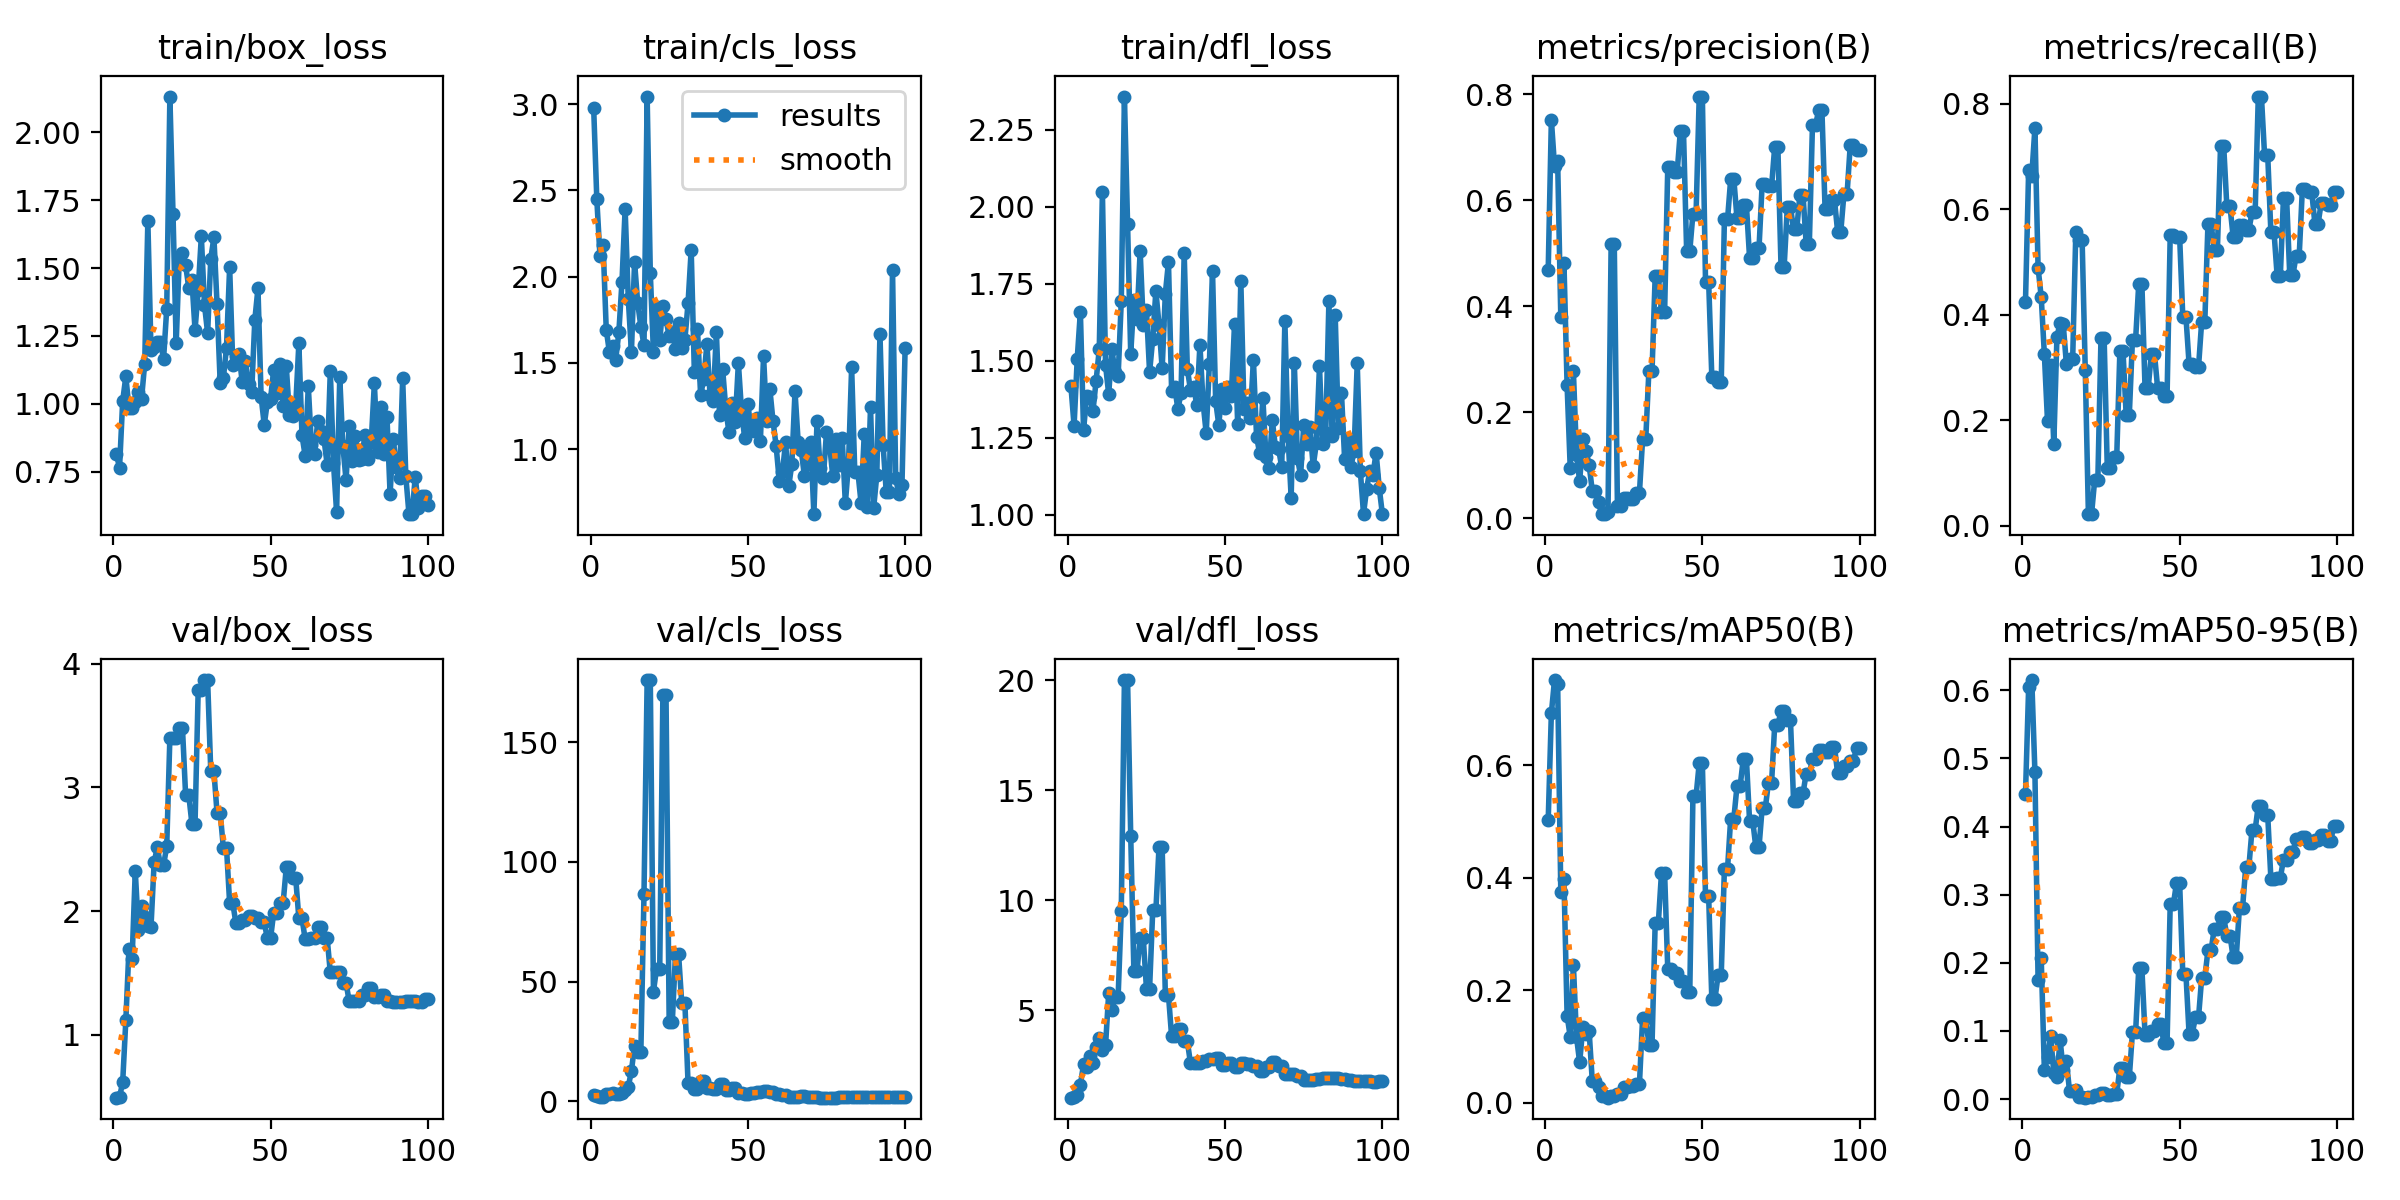 train/box_loss
train/cls_loss
train/dfl_loss
metrics/precision(B)
metrics/recall(B)
results
smooth
2.00
1.75
1.50
1.25
1.00
0.75
0 50 100
3.0
2.5
2.0
1.5
1.0
0 50 100
2.25
2.00
1.75
1.50
1.25
1.00
0 50 100
0.8
0.6
0.4
0.2
0.0
0 50 100
0.8
0.6
0.4
0.2
0.0
0 50 100
val/box_loss
val/cls_loss
val/dfl_loss
metrics/mAP50(B)
metrics/mAP50-95(B)
4
3
2
1
0 50 100
150
100
50
0
0 50 100
20
15
10
5
0 50 100
0.6
0.4
0.2
0.0
0 50 100
0.6
0.5
0.4
0.3
0.2
0.1
0.0
0 50 100